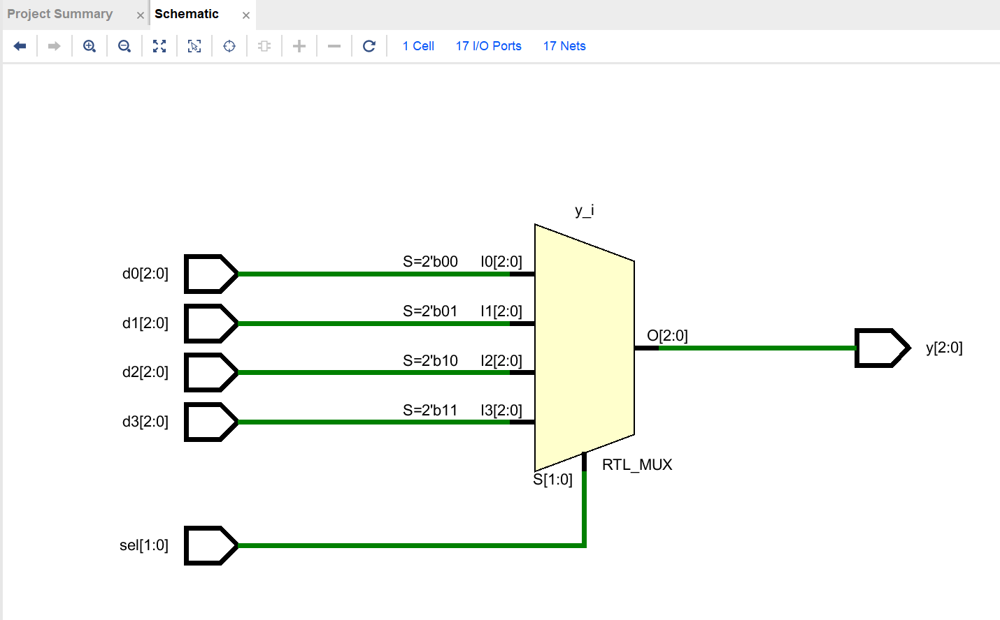 Project Summary × Schematic ×
1 Cell 17 I/O Ports 17 Nets
y_i
d0[2:0] S=2'b00 I0[2:0]
d1[2:0] S=2'b01 I1[2:0]
O[2:0] y[2:0]
d2[2:0] S=2'b10 I2[2:0]
d3[2:0] S=2'b11 I3[2:0]
RTL_MUX
S[1:0]
sel[1:0]